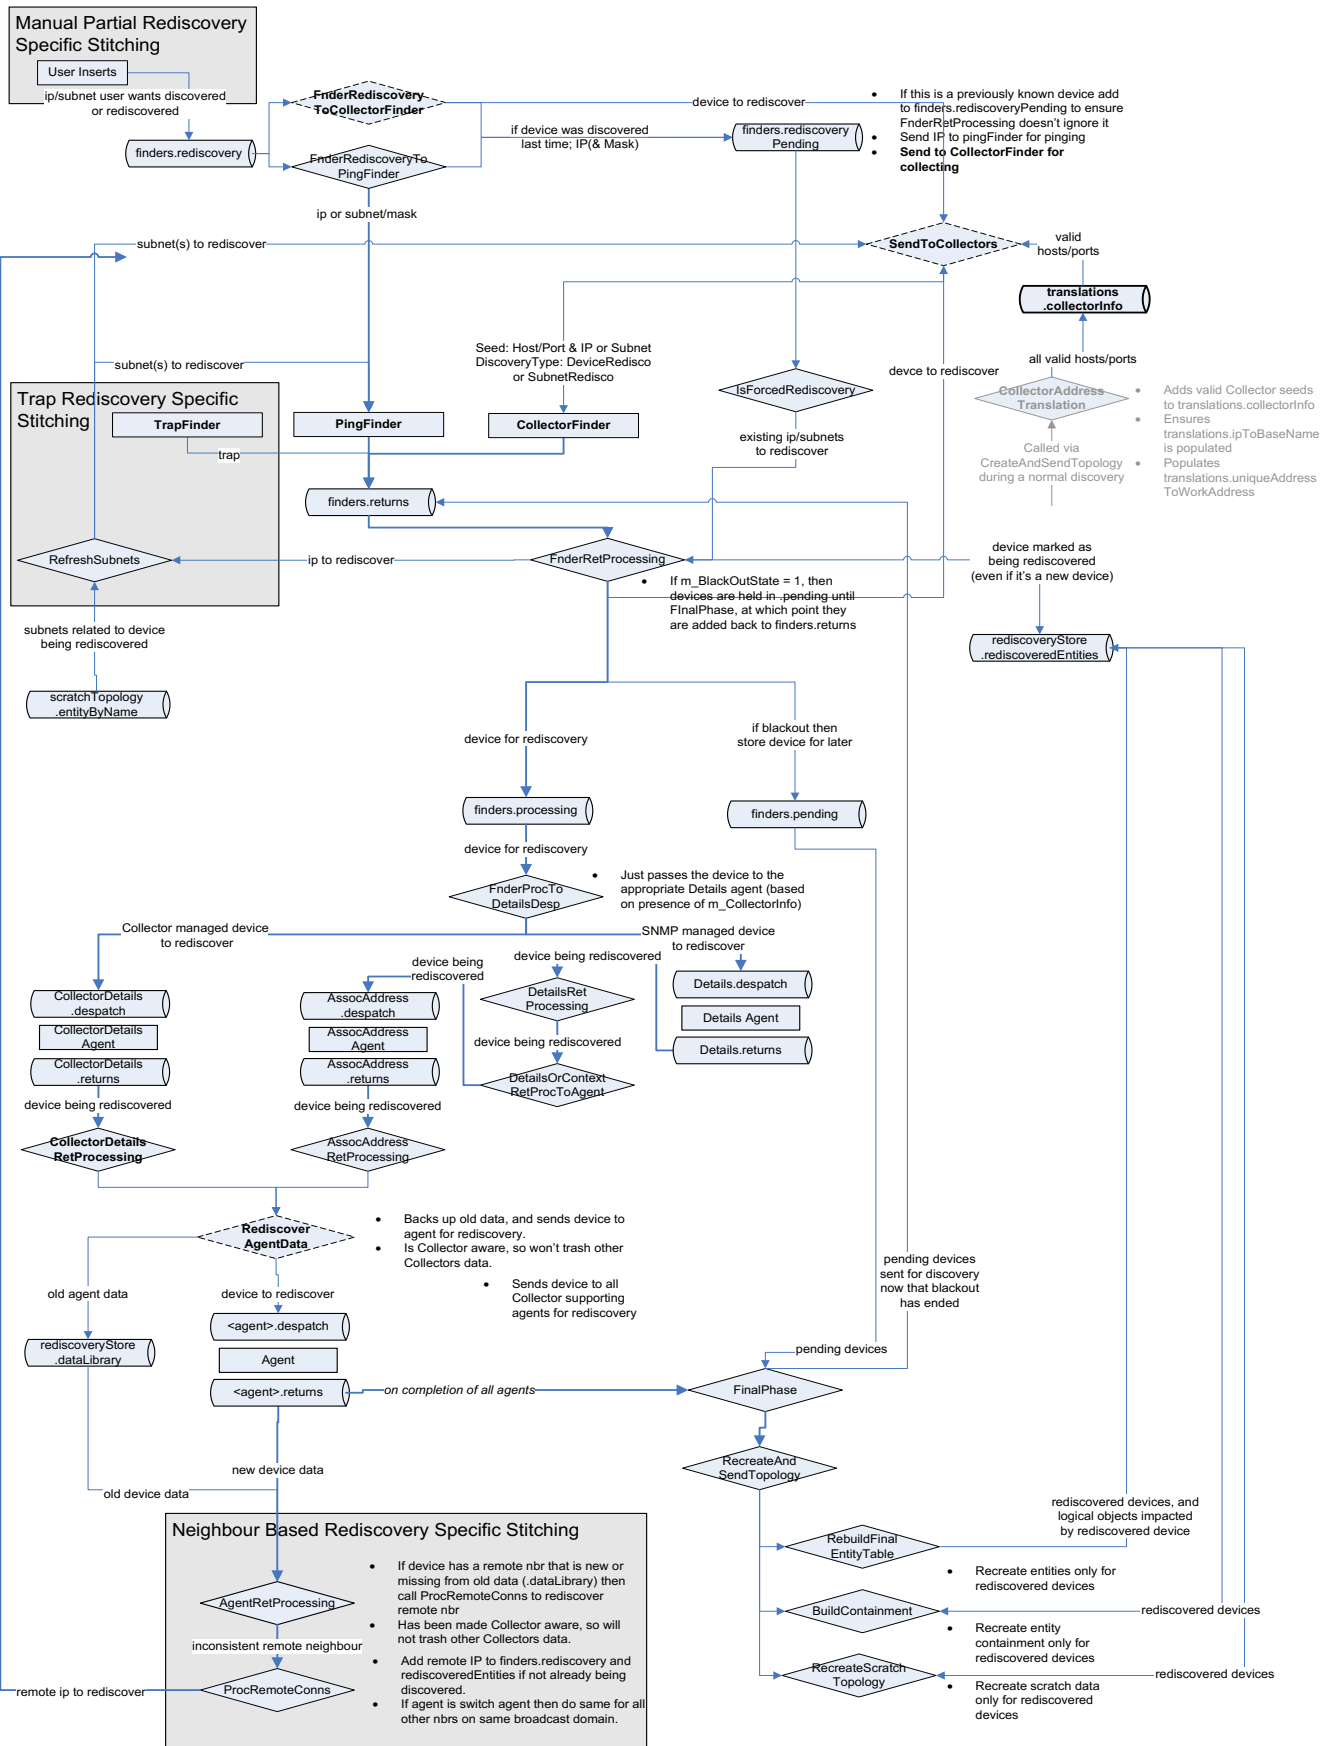 Manual Partial Rediscovery
Specific Stitching
User Inserts
ip/subnet user wants discovered
or rediscovered
finders.rediscovery
FnderRediscovery
ToCollectorFinder
FnderRediscoveryTo
PingFinder
device to rediscover
if device was discovered
last time; IP(& Mask)
finders.rediscovery
Pending
• If this is a previously known device add
to finders.rediscoveryPending to ensure
FnderRetProcessing doesn't ignore it
• Send IP to pingFinder for pinging
• Send to CollectorFinder for
collecting
ip or subnet/mask
subnet(s) to rediscover
SendToCollectors
valid
hosts/ports
translations
.collectorInfo
all valid hosts/ports
subnet(s) to rediscover
Seed: Host/Port & IP or Subnet
DiscoveryType: DeviceRedisco
or SubnetRedisco
devce to rediscover
IsForcedRediscovery
CollectorAddress
Translation
• Adds valid Collector seeds
to translations.collectorInfo
• Ensures
translations.ipToBaseName
is populated
• Populates
translations.uniqueAddress
ToWorkAddress
Called via
CreateAndSendTopology
during a normal discovery
Trap Rediscovery Specific
Stitching
TrapFinder
PingFinder
CollectorFinder
trap
existing ip/subnets
to rediscover
finders.returns
RefreshSubnets
ip to rediscover
FnderRetProcessing
device marked as
being rediscovered
(even if it's a new device)
• If m_BlackOutState = 1, then
devices are held in .pending until
FInalPhase, at which point they
are added back to finders.returns
subnets related to device
being rediscovered
rediscoveryStore
.rediscoveredEntities
scratchTopology
.entityByName
device for rediscovery
if blackout then
store device for later
finders.processing
finders.pending
device for rediscovery
FnderProcTo
DetailsDesp
• Just passes the device to the
appropriate Details agent (based
on presence of m_CollectorInfo)
Collector managed device
to rediscover
SNMP managed device
to rediscover
device being
rediscovered
device being rediscovered
CollectorDetails
.despatch
CollectorDetails
Agent
CollectorDetails
.returns
AssocAddress
.despatch
AssocAddress
Agent
AssocAddress
.returns
DetailsRet
Processing
device being rediscovered
DetailsOrContext
RetProcToAgent
Details.despatch
Details Agent
Details.returns
device being rediscovered
device being rediscovered
CollectorDetails
RetProcessing
AssocAddress
RetProcessing
Rediscover
AgentData
• Backs up old data, and sends device to
agent for rediscovery.
• Is Collector aware, so won't trash other
Collectors data.
• Sends device to all
Collector supporting
agents for rediscovery
pending devices
sent for discovery
now that blackout
has ended
old agent data
device to rediscover
rediscoveryStore
.dataLibrary
<agent>.despatch
Agent
<agent>.returns
on completion of all agents
pending devices
FinalPhase
RecreateAnd
SendTopology
new device data
old device data
rediscovered devices, and
logical objects impacted
by rediscovered device
RebuildFinal
EntityTable
• Recreate entities only for
rediscovered devices
BuildContainment
rediscovered devices
• Recreate entity
containment only for
rediscovered devices
RecreateScratch
Topology
rediscovered devices
• Recreate scratch data
only for rediscovered
devices
Neighbour Based Rediscovery Specific Stitching
AgentRetProcessing
• If device has a remote nbr that is new or
missing from old data (.dataLibrary) then
call ProcRemoteConns to rediscover
remote nbr
• Has been made Collector aware, so will
not trash other Collectors data.
inconsistent remote neighbour
ProcRemoteConns
• Add remote IP to finders.rediscovery and
rediscoveredEntities if not already being
discovered.
• If agent is switch agent then do same for all
other nbrs on same broadcast domain.
remote ip to rediscover